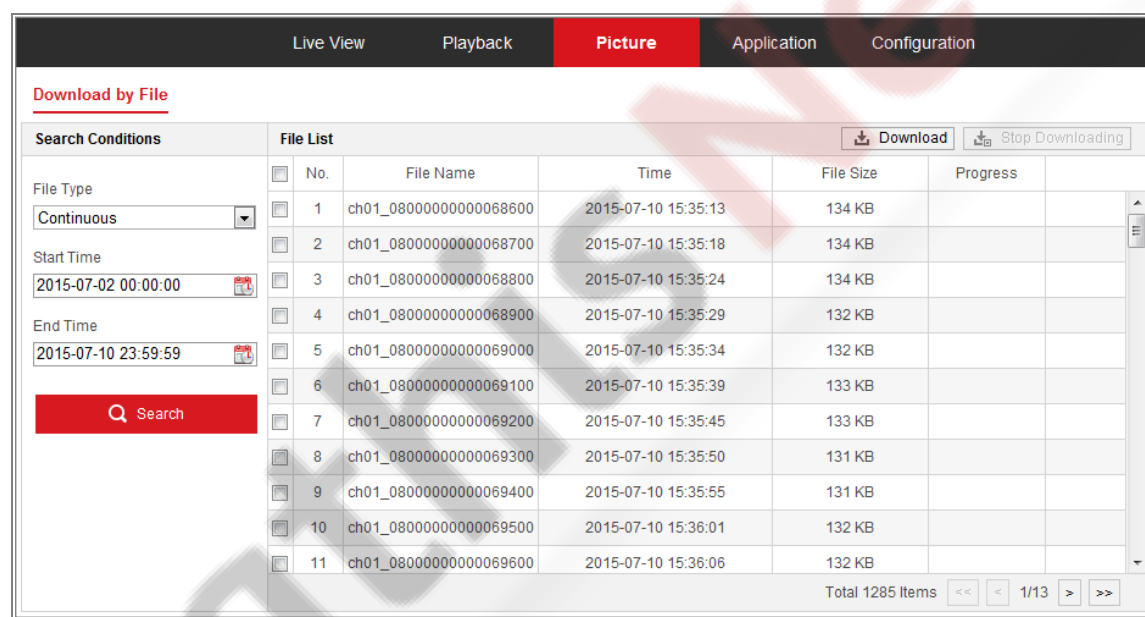 Live View Playback Picture Application Configuration
Download by File
Search Conditions
File Type
Continuous
Start Time
2015-07-02 00:00:00
End Time
2015-07-10 23:59:59
Search
File List Download Stop Downloading
No. File Name Time File Size Progress
1 ch01_08000000000068600 2015-07-10 15:35:13 134 KB
2 ch01_08000000000068700 2015-07-10 15:35:18 134 KB
3 ch01_08000000000068800 2015-07-10 15:35:24 134 KB
4 ch01_08000000000068900 2015-07-10 15:35:29 132 KB
5 ch01_08000000000069000 2015-07-10 15:35:34 132 KB
6 ch01_08000000000069100 2015-07-10 15:35:39 133 KB
7 ch01_08000000000069200 2015-07-10 15:35:45 133 KB
8 ch01_08000000000069300 2015-07-10 15:35:50 131 KB
9 ch01_08000000000069400 2015-07-10 15:35:55 131 KB
10 ch01_08000000000069500 2015-07-10 15:36:01 132 KB
11 ch01_08000000000069600 2015-07-10 15:36:06 132 KB
Total 1285 Items << < 1/13 > >>